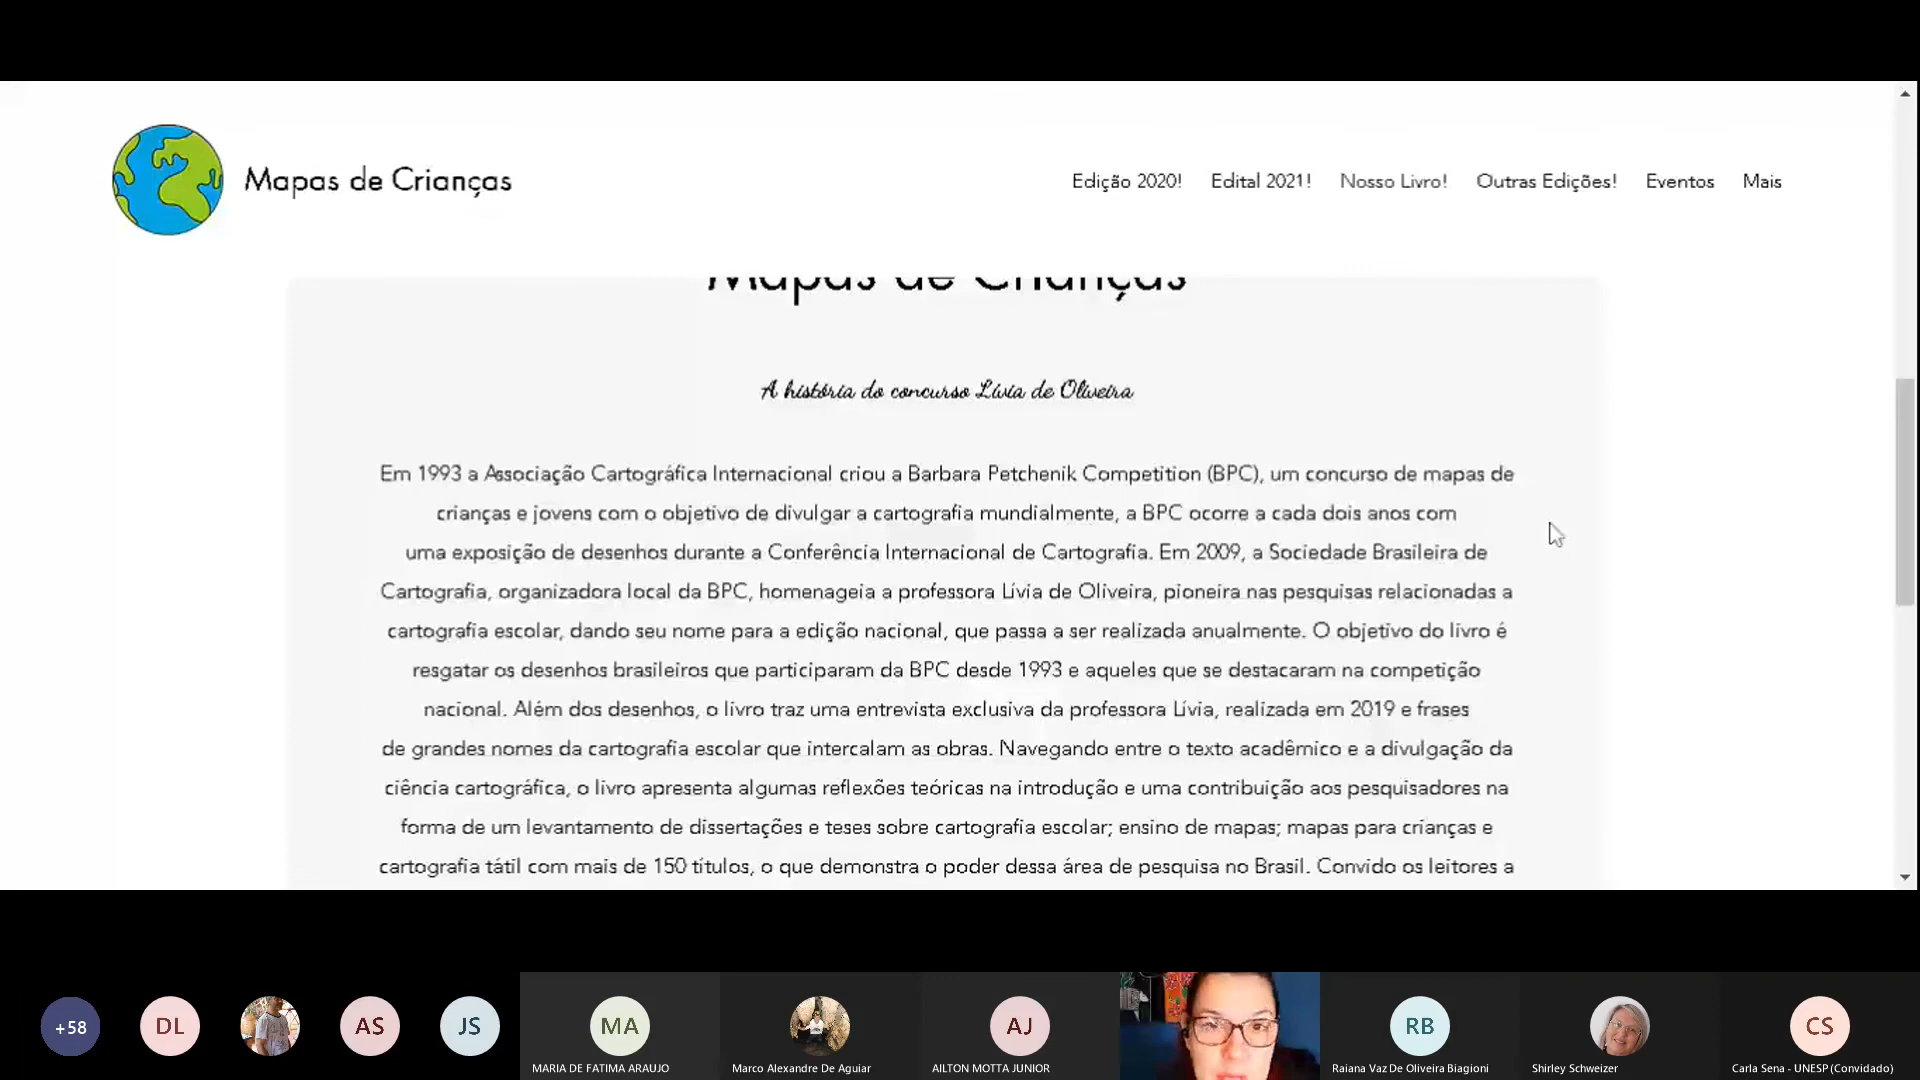 Mapas de Crianças
Edição 2020! Edital 2021! Nosso Livro! Outras Edições! Eventos Mais
Mapas de Crianças
A história do concurso Lívia de Oliveira
Em 1993 a Associação Cartográfica Internacional criou a Barbara Petchenik Competition (BPC), um concurso de mapas de
crianças e jovens com o objetivo de divulgar a cartografia mundialmente, a BPC ocorre a cada dois anos com
uma exposição de desenhos durante a Conferência Internacional de Cartografia. Em 2009, a Sociedade Brasileira de
Cartografia, organizadora local da BPC, homenageia a professora Lívia de Oliveira, pioneira nas pesquisas relacionadas a
cartografia escolar, dando seu nome para a edição nacional, que passa a ser realizada anualmente. O objetivo do livro é
resgatar os desenhos brasileiros que participaram da BPC desde 1993 e aqueles que se destacaram na competição
nacional. Além dos desenhos, o livro traz uma entrevista exclusiva da professora Lívia, realizada em 2019 e frases
de grandes nomes da cartografia escolar que intercalam as obras. Navegando entre o texto acadêmico e a divulgação da
ciência cartográfica, o livro apresenta algumas reflexões teóricas na introdução e uma contribuição aos pesquisadores na
forma de um levantamento de dissertações e teses sobre cartografia escolar; ensino de mapas; mapas para crianças e
cartografia tátil com mais de 150 títulos, o que demonstra o poder dessa área de pesquisa no Brasil. Convido os leitores a
+58 DL AS JS MA AJ RB CS
MARIA DE FATIMA ARAUJO Marco Alexandre De Aguiar AILTON MOTTA JUNIOR Raiana Vaz De Oliveira Biagioni Shirley Schweizer Carla Sena - UNESP (Convidado)